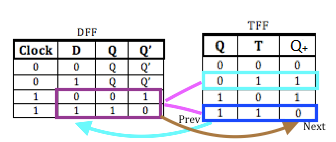 DFF
TFF
Clock D Q Q'
Q T Q+
0 0 Q Q'
0 0 0
0 1 Q Q'
0 1 1
1 0 0 1
1 0 1
1 1 1 0
1 1 0
Prev
Next